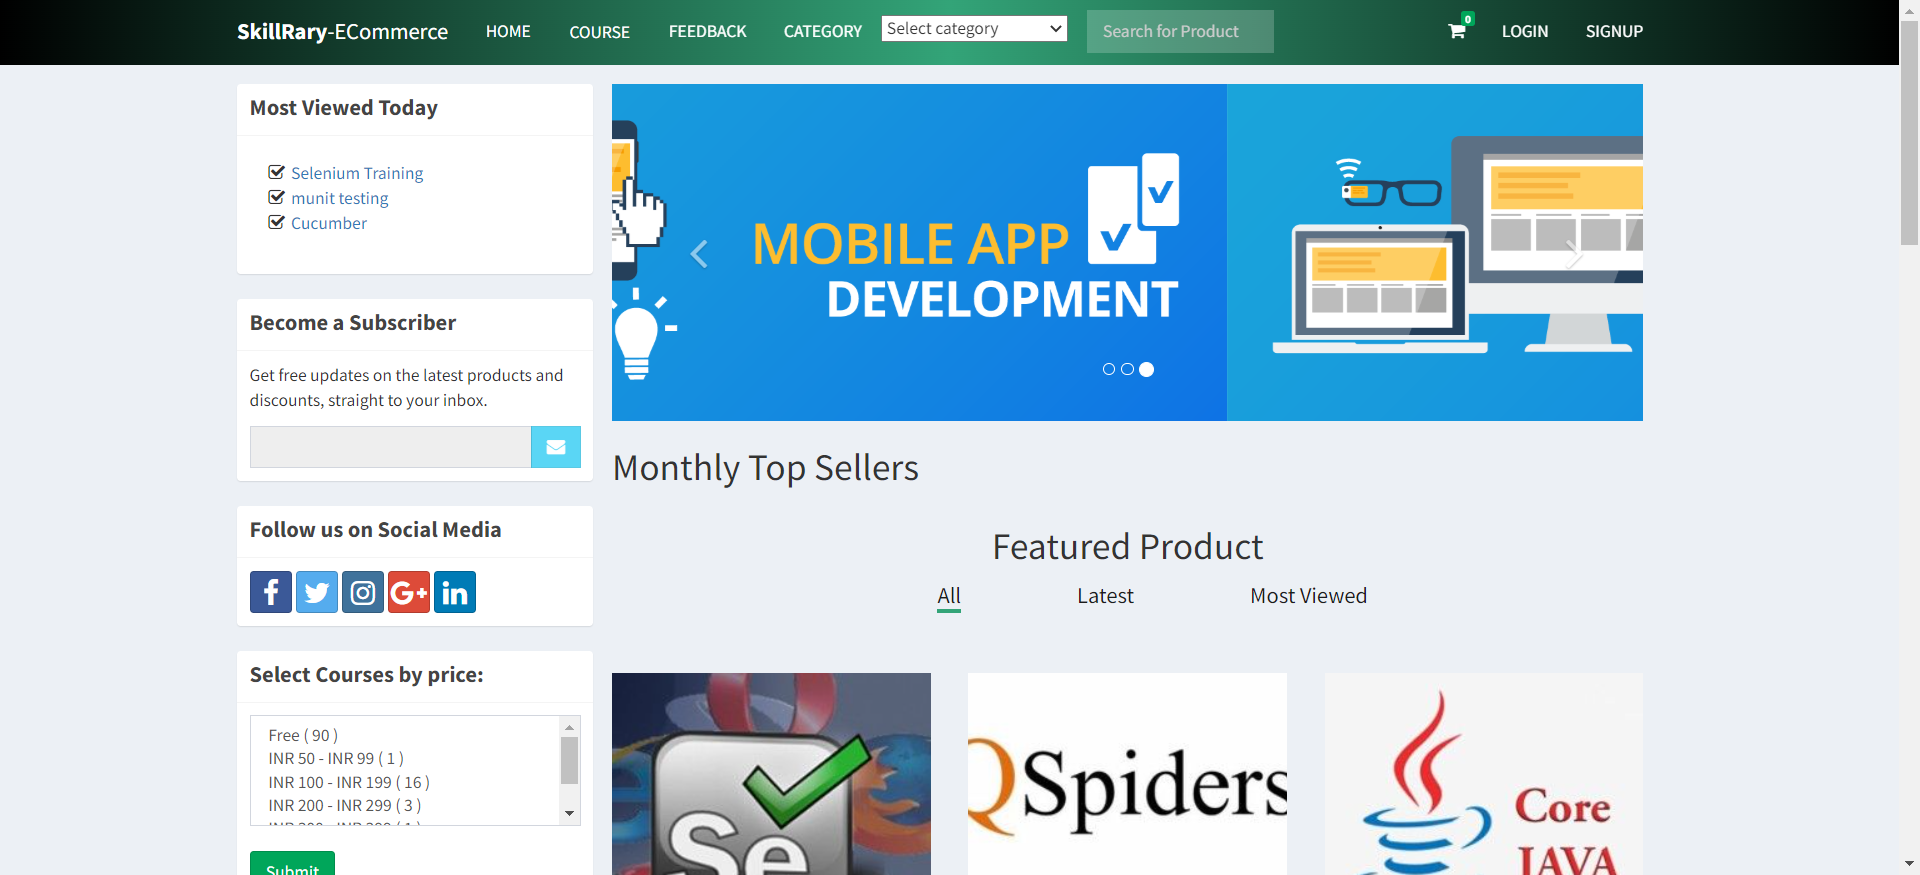 SkillRary-ECommerce HOME COURSE FEEDBACK CATEGORY Select category Search for Product 0 LOGIN SIGNUP
Most Viewed Today
Selenium Training
munit testing
Cucumber
Become a Subscriber
Get free updates on the latest products and
discounts, straight to your inbox.
Follow us on Social Media
Select Courses by price:
Free ( 90 )
INR 50 - INR 99 ( 1 )
INR 100 - INR 199 ( 16 )
INR 200 - INR 299 ( 3 )
Submit
MOBILE APP
DEVELOPMENT
Monthly Top Sellers
Featured Product
All Latest Most Viewed
Se
QSpiders
Core
JAVA